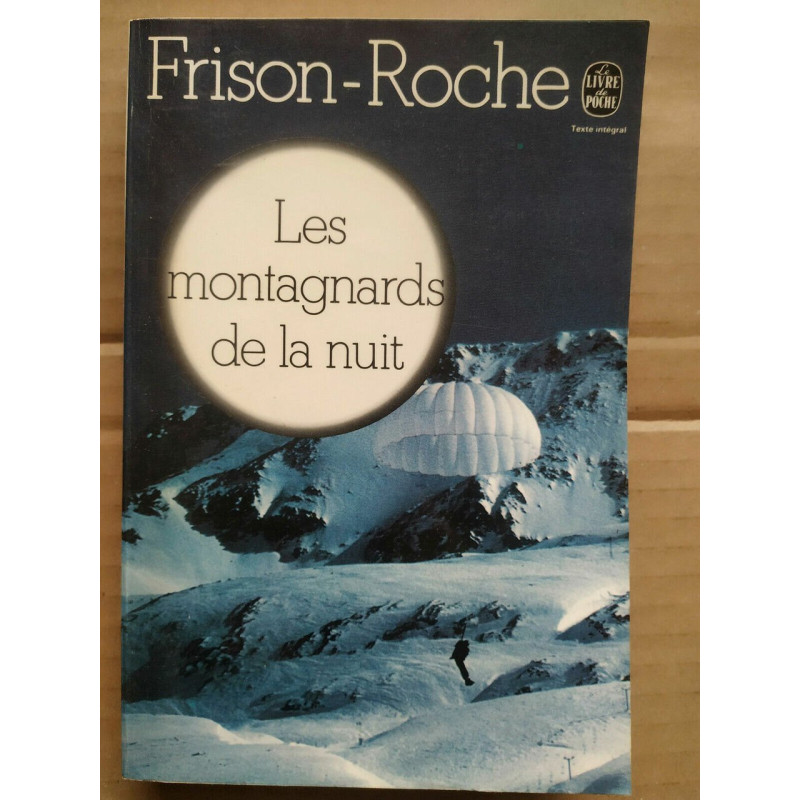 Frison-Roche
Le
LIVRE
de
POCHE
Texte intégral
Les
montagnards
de la nuit